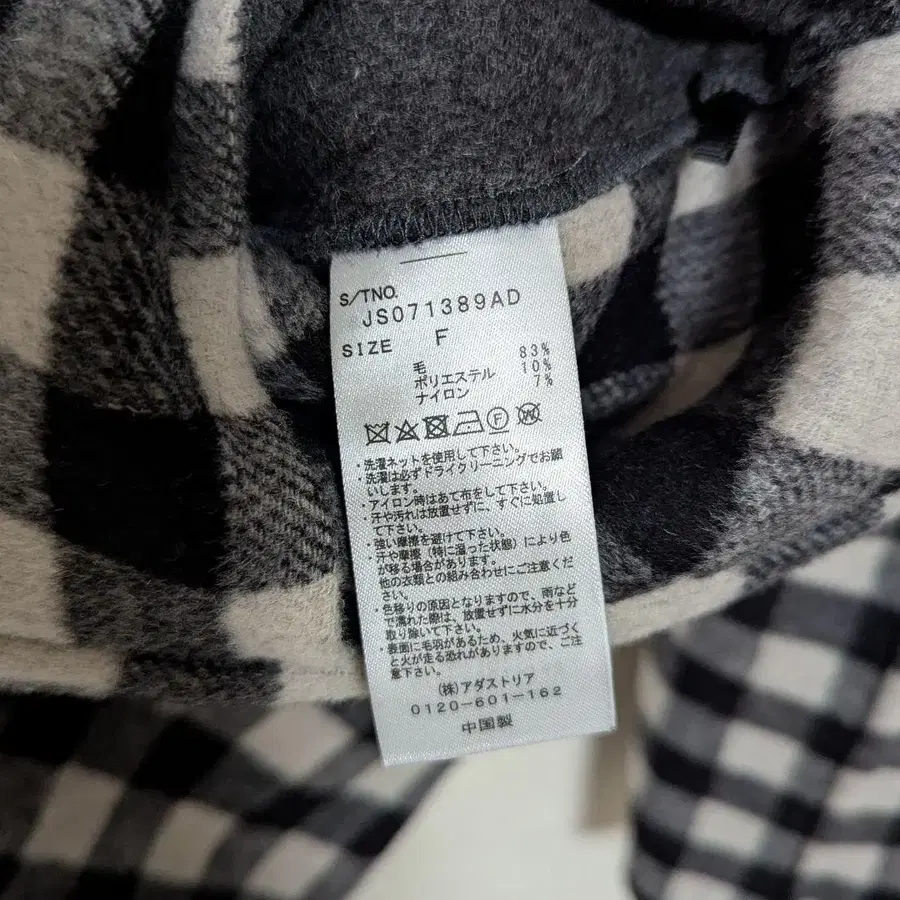 S/TNO.
JS071389AD
SIZE F
毛 83%
ポリエステル 10%
ナイロン 7%
F W
・洗濯ネットを使用して下さい。
・洗濯は必ずドライクリーニングでお願
いします。
・アイロン時はあて布をして下さい。
・汗や汚れは放置せずに、すぐに処置し
て下さい。
・強い摩擦を避けて下さい。
・汗や摩擦(特に湿った状態)により色
が移る場合があります。
他の衣類との組み合わせにご注意くだ
さい。
・色移りの原因となりますので、雨など
で濡れた際は、放置せずに水分を十分
取り除いて下さい。
・表面に毛羽があるため、火気に近づく
と火が走る恐れがありますので、ご注
意下さい。
(株)アダストリア
0120-601-162
中国製